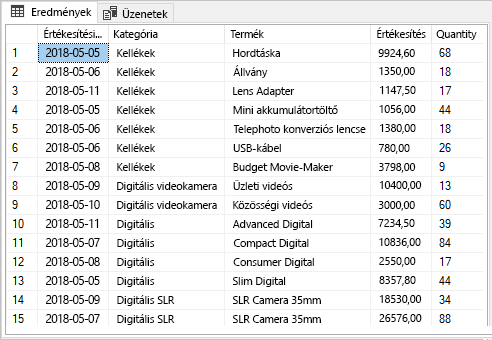 Eredmények Üzenetek
Értékesítési... Kategória Termék Értékesítés Quantity
1 2018-05-05 Kellékek Hordtáska 9924,60 68
2 2018-05-06 Kellékek Állvány 1350,00 18
3 2018-05-11 Kellékek Lens Adapter 1147,50 17
4 2018-05-05 Kellékek Mini akkumulátortöltő 1056,00 44
5 2018-05-06 Kellékek Telephoto konverziós lencse 1380,00 18
6 2018-05-06 Kellékek USB-kábel 780,00 26
7 2018-05-08 Kellékek Budget Movie-Maker 3798,00 9
8 2018-05-09 Digitális videokamera Üzleti videós 10400,00 13
9 2018-05-10 Digitális videokamera Közösségi videós 3000,00 60
10 2018-05-11 Digitális Advanced Digital 7234,50 39
11 2018-05-07 Digitális Compact Digital 10836,00 84
12 2018-05-08 Digitális Consumer Digital 2550,00 17
13 2018-05-05 Digitális Slim Digital 8357,80 44
14 2018-05-09 Digitális SLR SLR Camera 35mm 18530,00 34
15 2018-05-07 Digitális SLR SLR Camera 35mm 26576,00 88